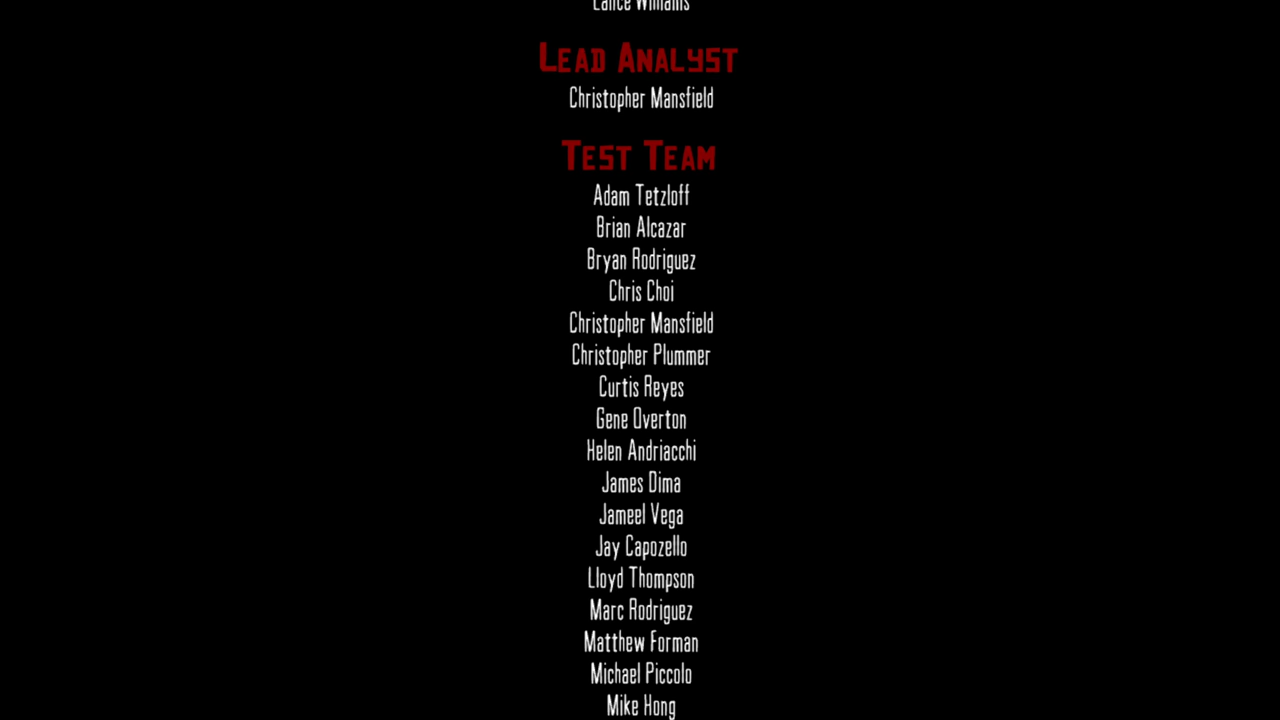 Lance Williams
Lead Analyst
Christopher Mansfield
Test Team
Adam Tetzloff
Brian Alcazar
Bryan Rodriguez
Chris Choi
Christopher Mansfield
Christopher Plummer
Curtis Reyes
Gene Overton
Helen Andriacchi
James Dima
Jameel Vega
Jay Capozello
Lloyd Thompson
Marc Rodriguez
Matthew Forman
Michael Piccolo
Mike Hong